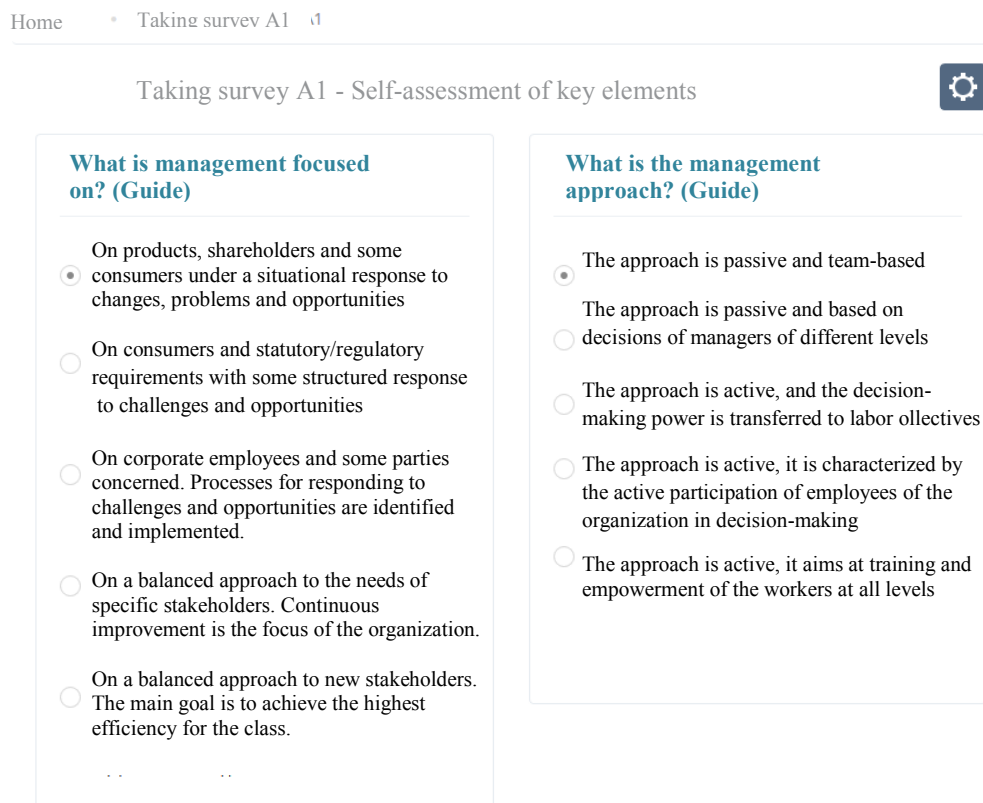 Home
Taking survey A1
Taking survey A1 - Self-assessment of key elements
What is management focused
on? (Guide)
On products, shareholders and some
consumers under a situational response to
changes, problems and opportunities
On consumers and statutory/regulatory
requirements with some structured response
to challenges and opportunities
On corporate employees and some parties
concerned. Processes for responding to
challenges and opportunities are identified
and implemented.
On a balanced approach to the needs of
specific stakeholders. Continuous
improvement is the focus of the organization.
On a balanced approach to new stakeholders.
The main goal is to achieve the highest
efficiency for the class.
What is the management
approach? (Guide)
The approach is passive and team-based
The approach is passive and based on
decisions of managers of different levels
The approach is active, and the decision-
making power is transferred to labor ollectives
The approach is active, it is characterized by
the active participation of employees of the
organization in decision-making
The approach is active, it aims at training and
empowerment of the workers at all levels